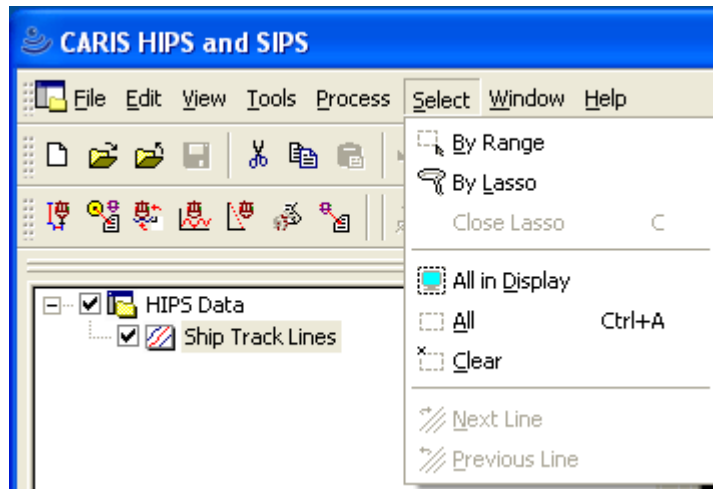 CARIS HIPS and SIPS
File Edit View Tools Process Select Window Help
By Range
By Lasso
Close Lasso C
All in Display
All Ctrl+A
Clear
Next Line
Previous Line
HIPS Data
Ship Track Lines